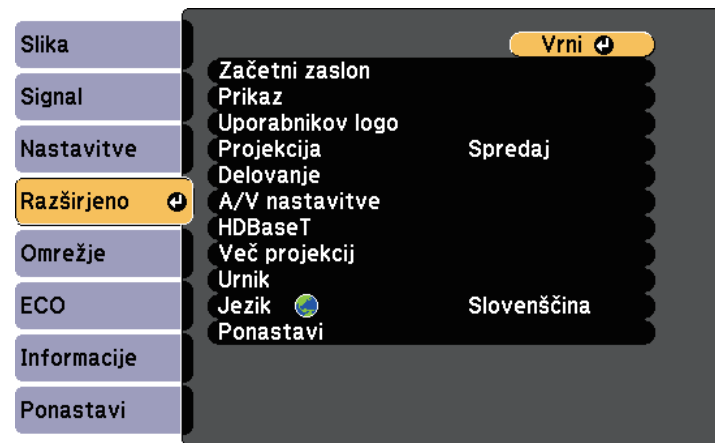 Slika
Signal
Nastavitve
Razširjeno
Omrežje
ECO
Informacije
Ponastavi
Vrni
Začetni zaslon
Prikaz
Uporabnikov logo
Projekcija Spredaj
Delovanje
A/V nastavitve
HDBaseT
Več projekcij
Urnik
Jezik Slovenščina
Ponastavi